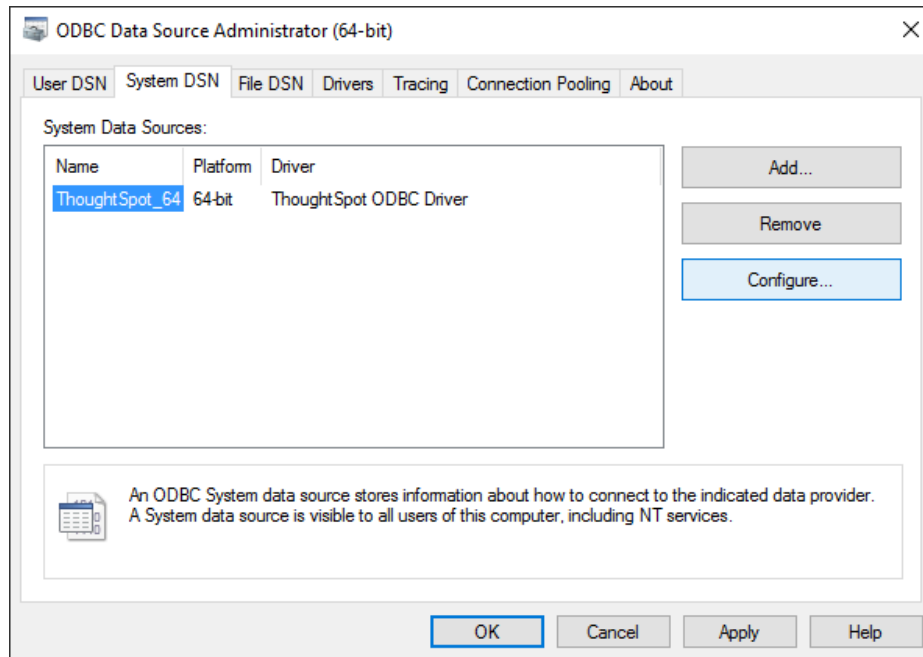 ODBC Data Source Administrator (64-bit)
User DSN System DSN File DSN Drivers Tracing Connection Pooling About
System Data Sources:
Name Platform Driver
ThoughtSpot_64 64-bit ThoughtSpot ODBC Driver
Add...
Remove
Configure...
An ODBC System data source stores information about how to connect to the indicated data provider.
A System data source is visible to all users of this computer, including NT services.
OK Cancel Apply Help